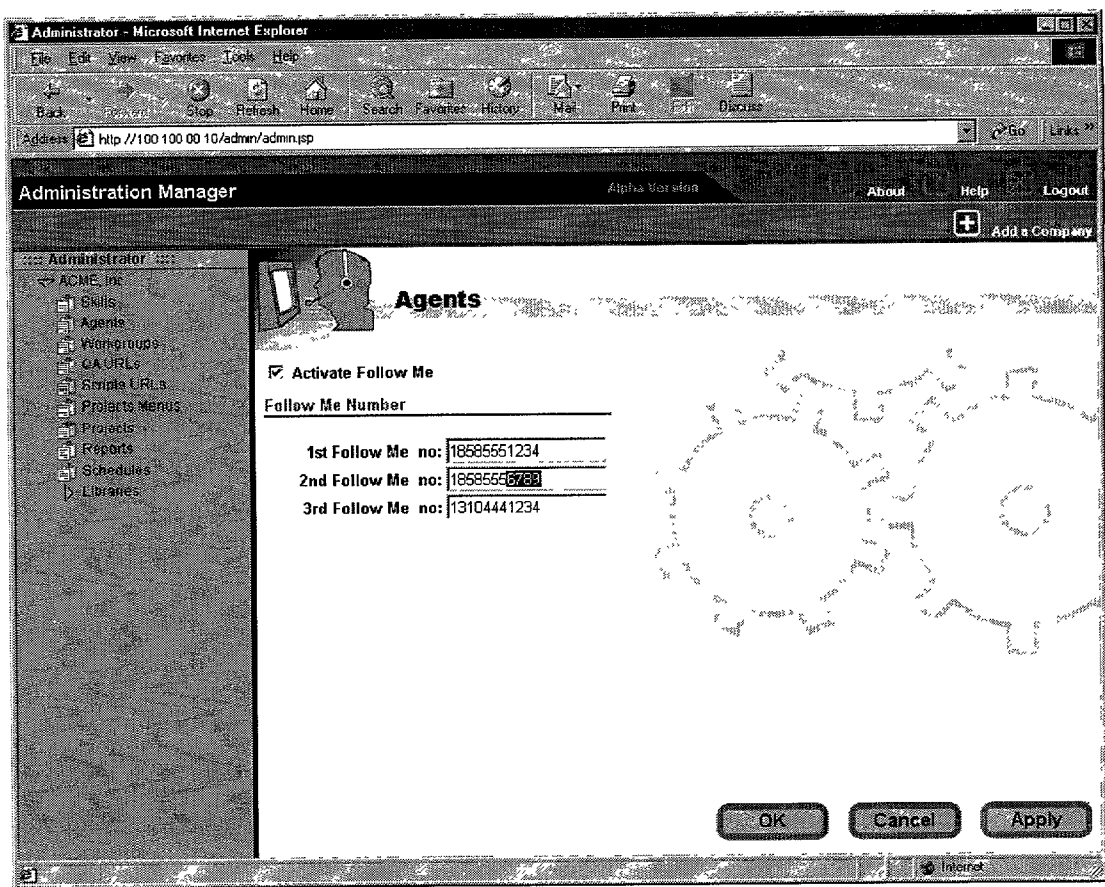 Administrator - Microsoft Internet Explorer
File Edit View Favorites Tools Help
Back Forward Stop Refresh Home Search Favorites History Mail Print Edit Discuss
Address http //100 100 00 10/admin/admin.jsp Go Links »
Administration Manager Alpha Version About Help Logout
Add a Company
:::: Administrator ::::
ACME, Inc
Skills
Agents
Workgroups
QA URLs
Simple URLs
Projects Menus
Projects
Reports
Schedules
Libraries
Agents
Activate Follow Me
Follow Me Number
1st Follow Me no: 18585551234
2nd Follow Me no: 18585556789
3rd Follow Me no: 13104441234
OK Cancel Apply
Internet